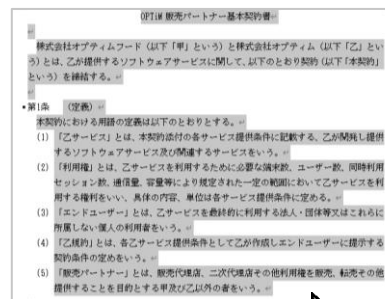 OPTiM 販売パートナー基本契約書
株式会社オプティムフード（以下「甲」という）と株式会社オプティム（以下「乙」とい
う）とは、乙が提供するソフトウェアサービスに関して、以下のとおり契約（以下「本契約」
という）を締結する。
第1条　（定義）
本契約における用語の定義は以下のとおりとする。
(1) 「乙サービス」とは、本契約添付の各サービス提供条件に記載する、乙が開発し提供
するソフトウェアサービス及び関連するサービスをいう。
(2) 「利用権」とは、乙サービスを利用するために必要な端末数、ユーザー数、同時利用
セッション数、通信量、容量等により規定された一定の範囲において乙サービスを利
用する権利をいい、具体の内容、単位は各サービス提供条件に定める。
(3) 「エンドユーザー」とは、乙サービスを最終的に利用する法人・団体等又はこれらに
所属しない個人の利用者をいう。
(4) 「乙規約」とは、各乙サービス提供条件として乙が作成しエンドユーザーに提示する
契約条件の定めをいう。
(5) 「販売パートナー」とは、販売代理店、二次代理店その他利用権を販売、転売その他
提供することを目的とする甲及び乙以外の者をいう。